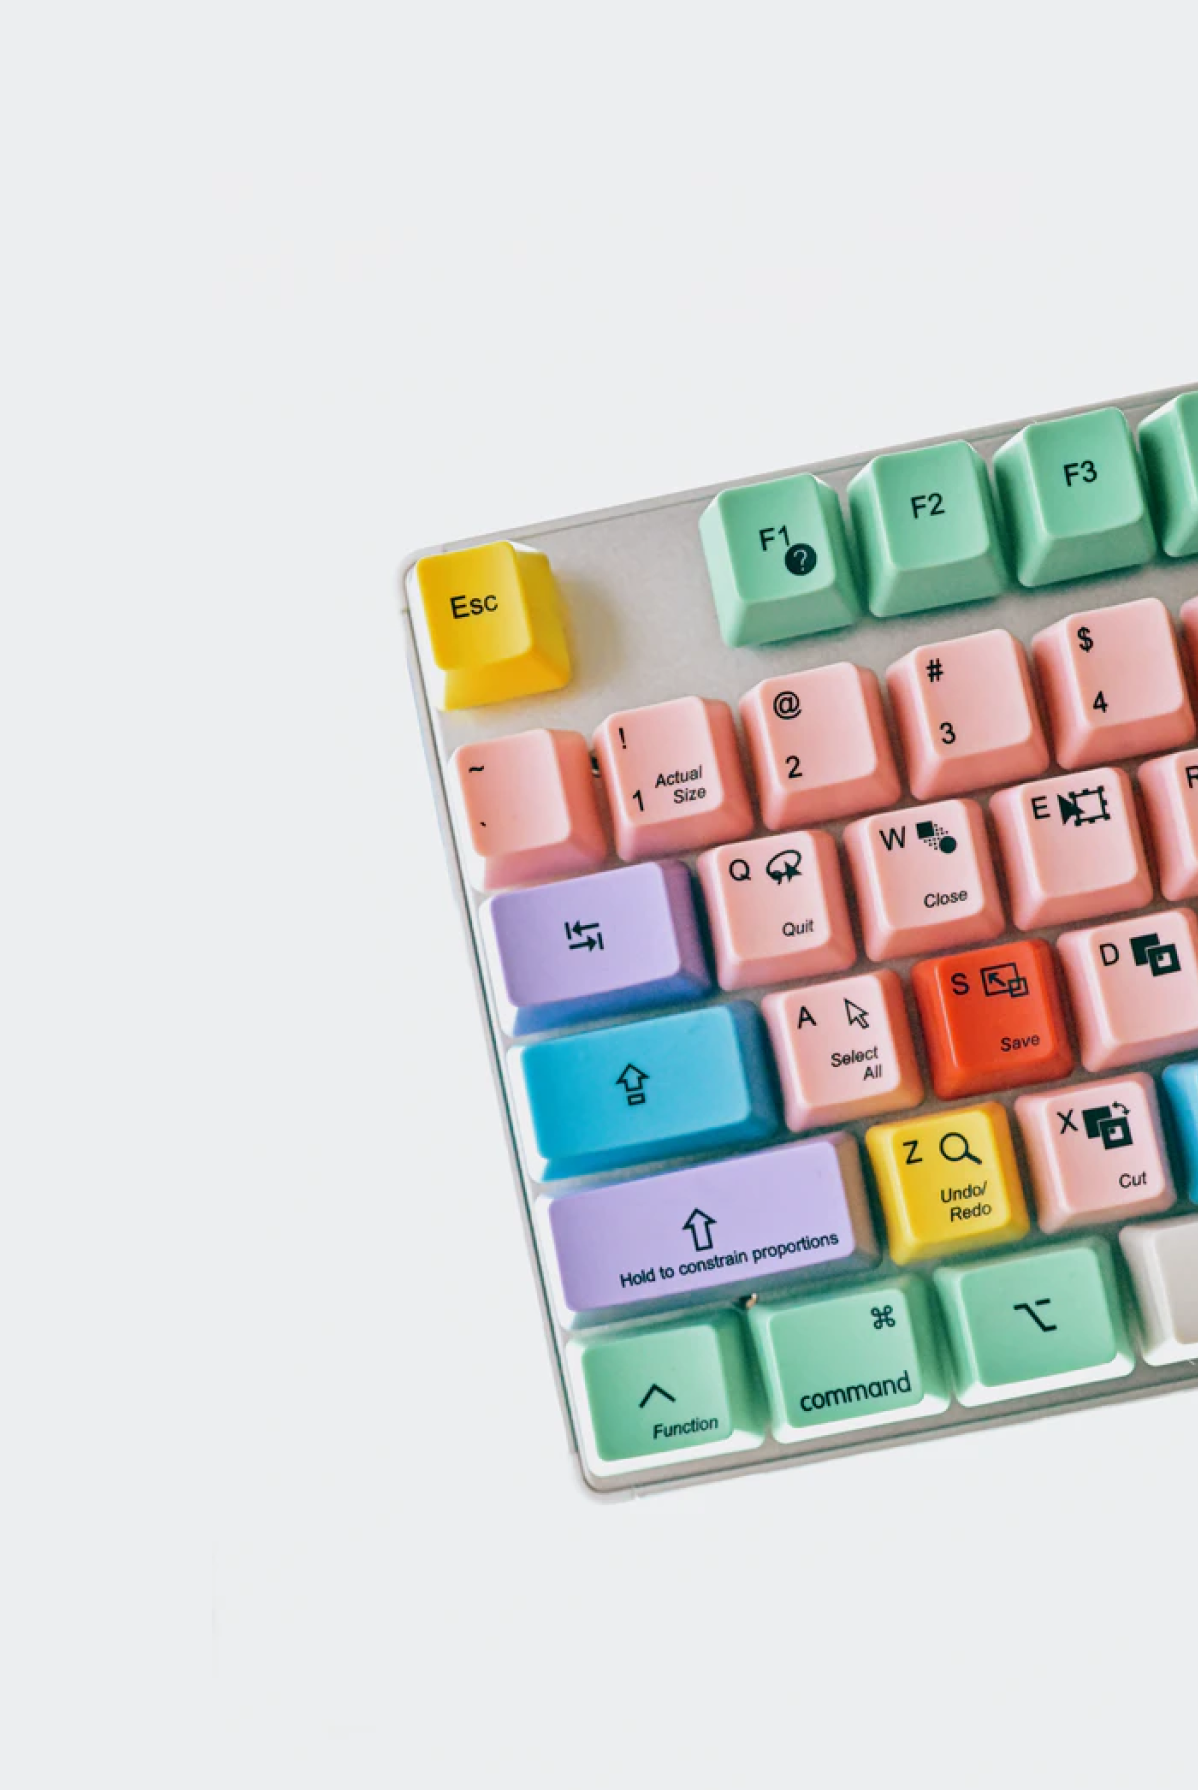 Esc
F1
?
F2
F3
~
`
!
1 Actual
Size
@
2
#
3
$
4
Q
Quit
W
Close
E
R
A
Select
All
S
Save
D
Hold to constrain proportions
Z
Undo/
Redo
X
Cut
Function
⌘
command
⌥